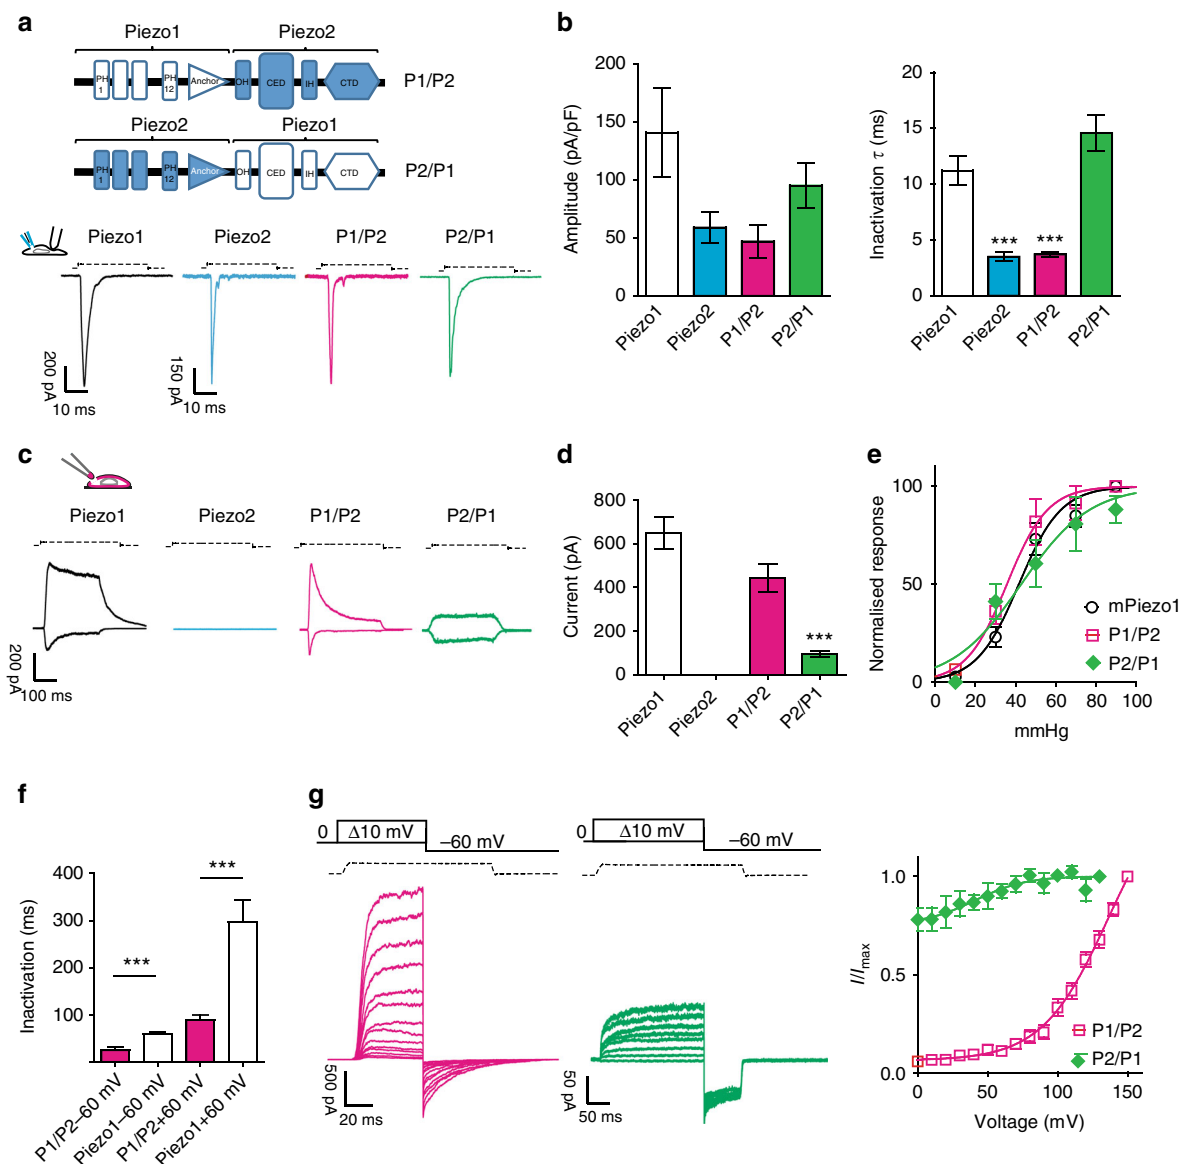 a
Piezo1 Piezo2
PH 1 PH 12 Anchor OH CED IH CTD P1/P2
Piezo2 Piezo1
PH 1 PH 12 Anchor OH CED IH CTD P2/P1
Piezo1 Piezo2 P1/P2 P2/P1
200 pA
10 ms
150 pA
10 ms
b
Amplitude (pA/pF)
200
150
100
50
0
Piezo1 Piezo2 P1/P2 P2/P1
Inactivation τ (ms)
20
15
10
5
0
*** ***
Piezo1 Piezo2 P1/P2 P2/P1
c
Piezo1 Piezo2 P1/P2 P2/P1
200 pA
100 ms
d
Current (pA)
800
600
400
200
0
***
Piezo1 Piezo2 P1/P2 P2/P1
e
Normalised response
100
50
0
mPiezo1
P1/P2
P2/P1
0 20 40 60 80 100
mmHg
f
Inactivation (ms)
400
300
200
100
*** ***
P1/P2–60 mV Piezo1–60 mV P1/P2+60 mV Piezo1+60 mV
g
0 Δ10 mV –60 mV
500 pA
20 ms
0 Δ10 mV –60 mV
50 pA
50 ms
I/Imax
1.0
0.5
0.0
P1/P2
P2/P1
0 50 100 150
Voltage (mV)